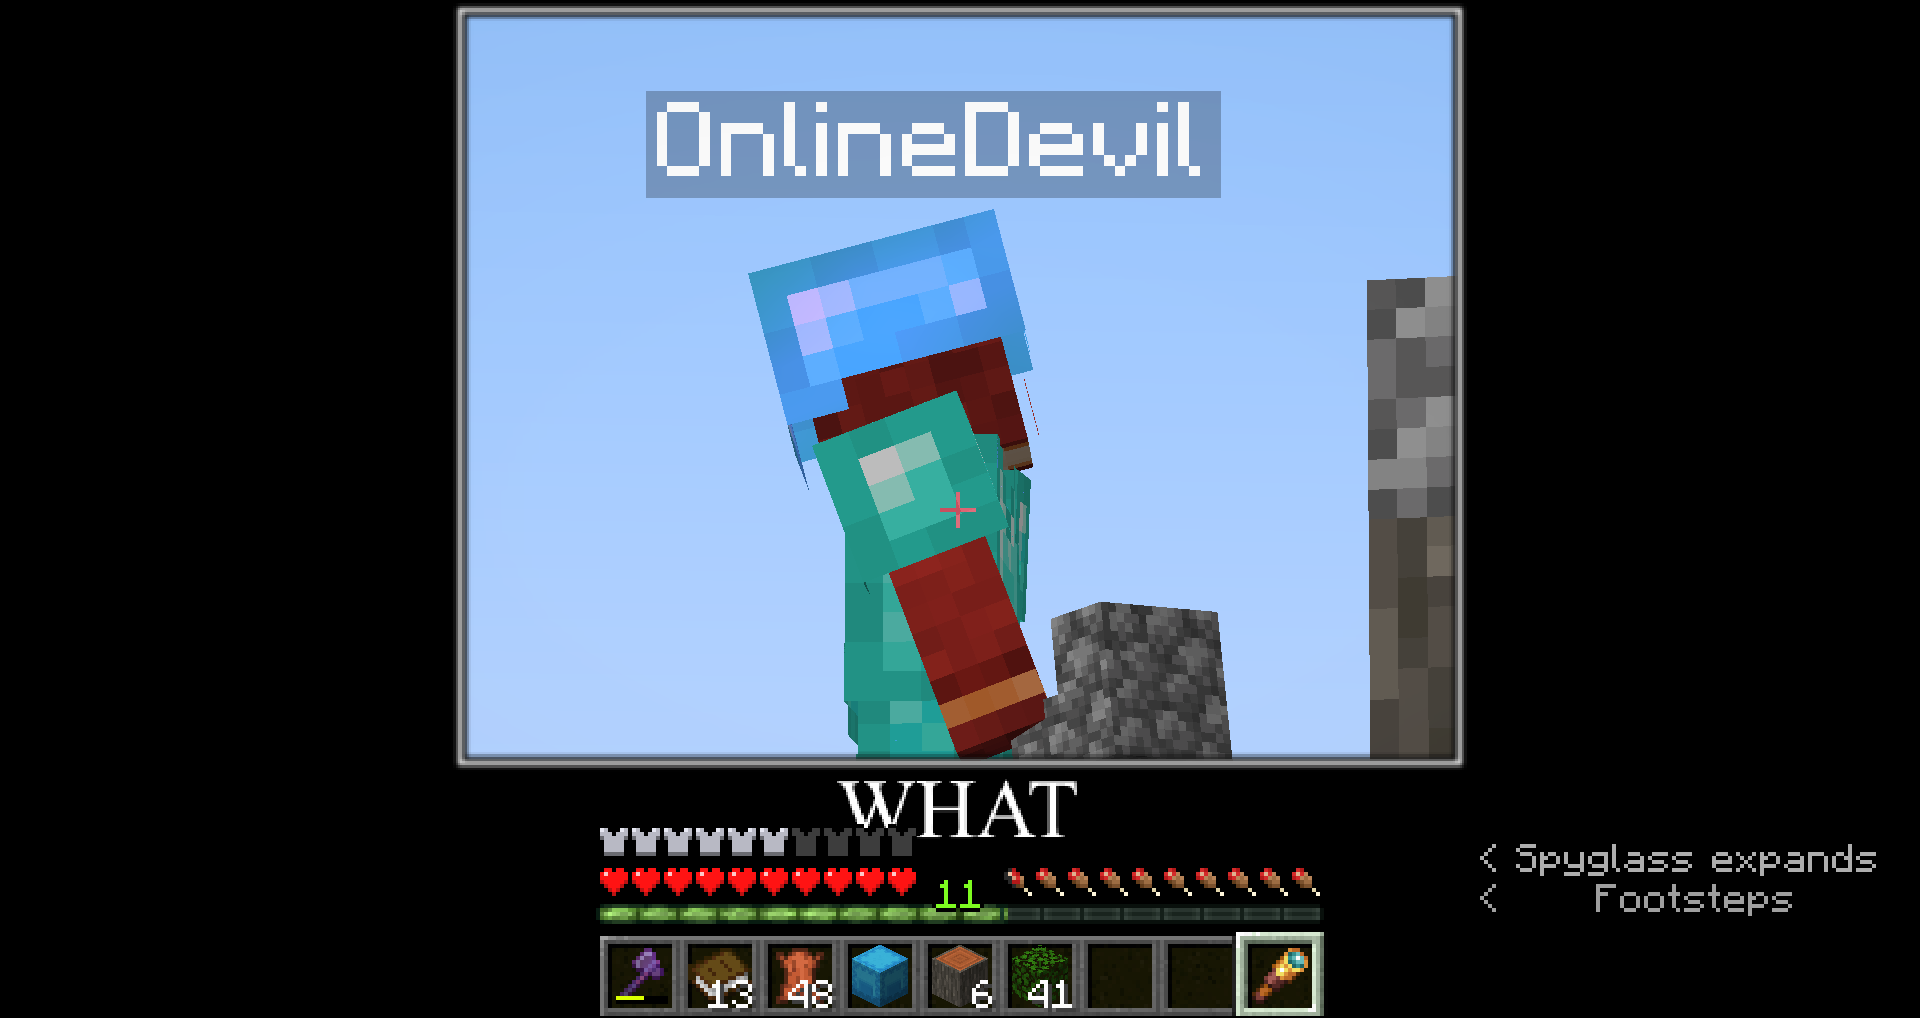 OnlineDevil
WHAT
11
< Spyglass expands
< Footsteps
13 48 6 41